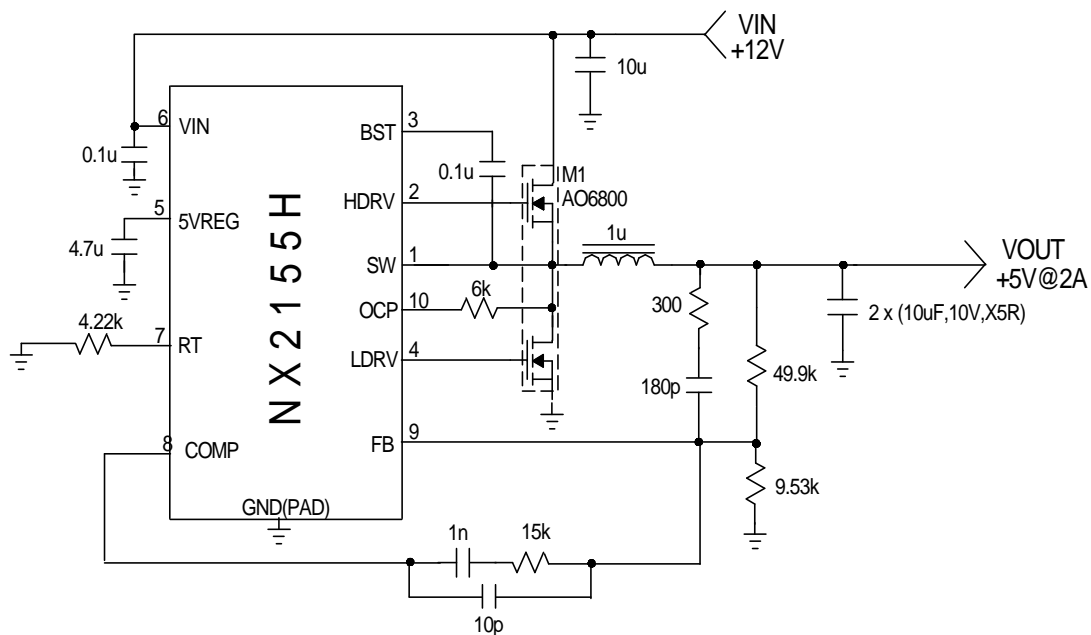 VIN
+12V
10u
6
VIN
BST
3
0.1u
0.1u
M1
AO6800
HDRV
2
5
5VREG
4.7u
NX2155H
1u
SW
1
VOUT
+5V@2A
6k
OCP
10
300
2 x (10uF,10V,X5R)
4.22k
7
RT
LDRV
4
49.9k
180p
8
COMP
FB
9
9.53k
GND(PAD)
1n
15k
10p